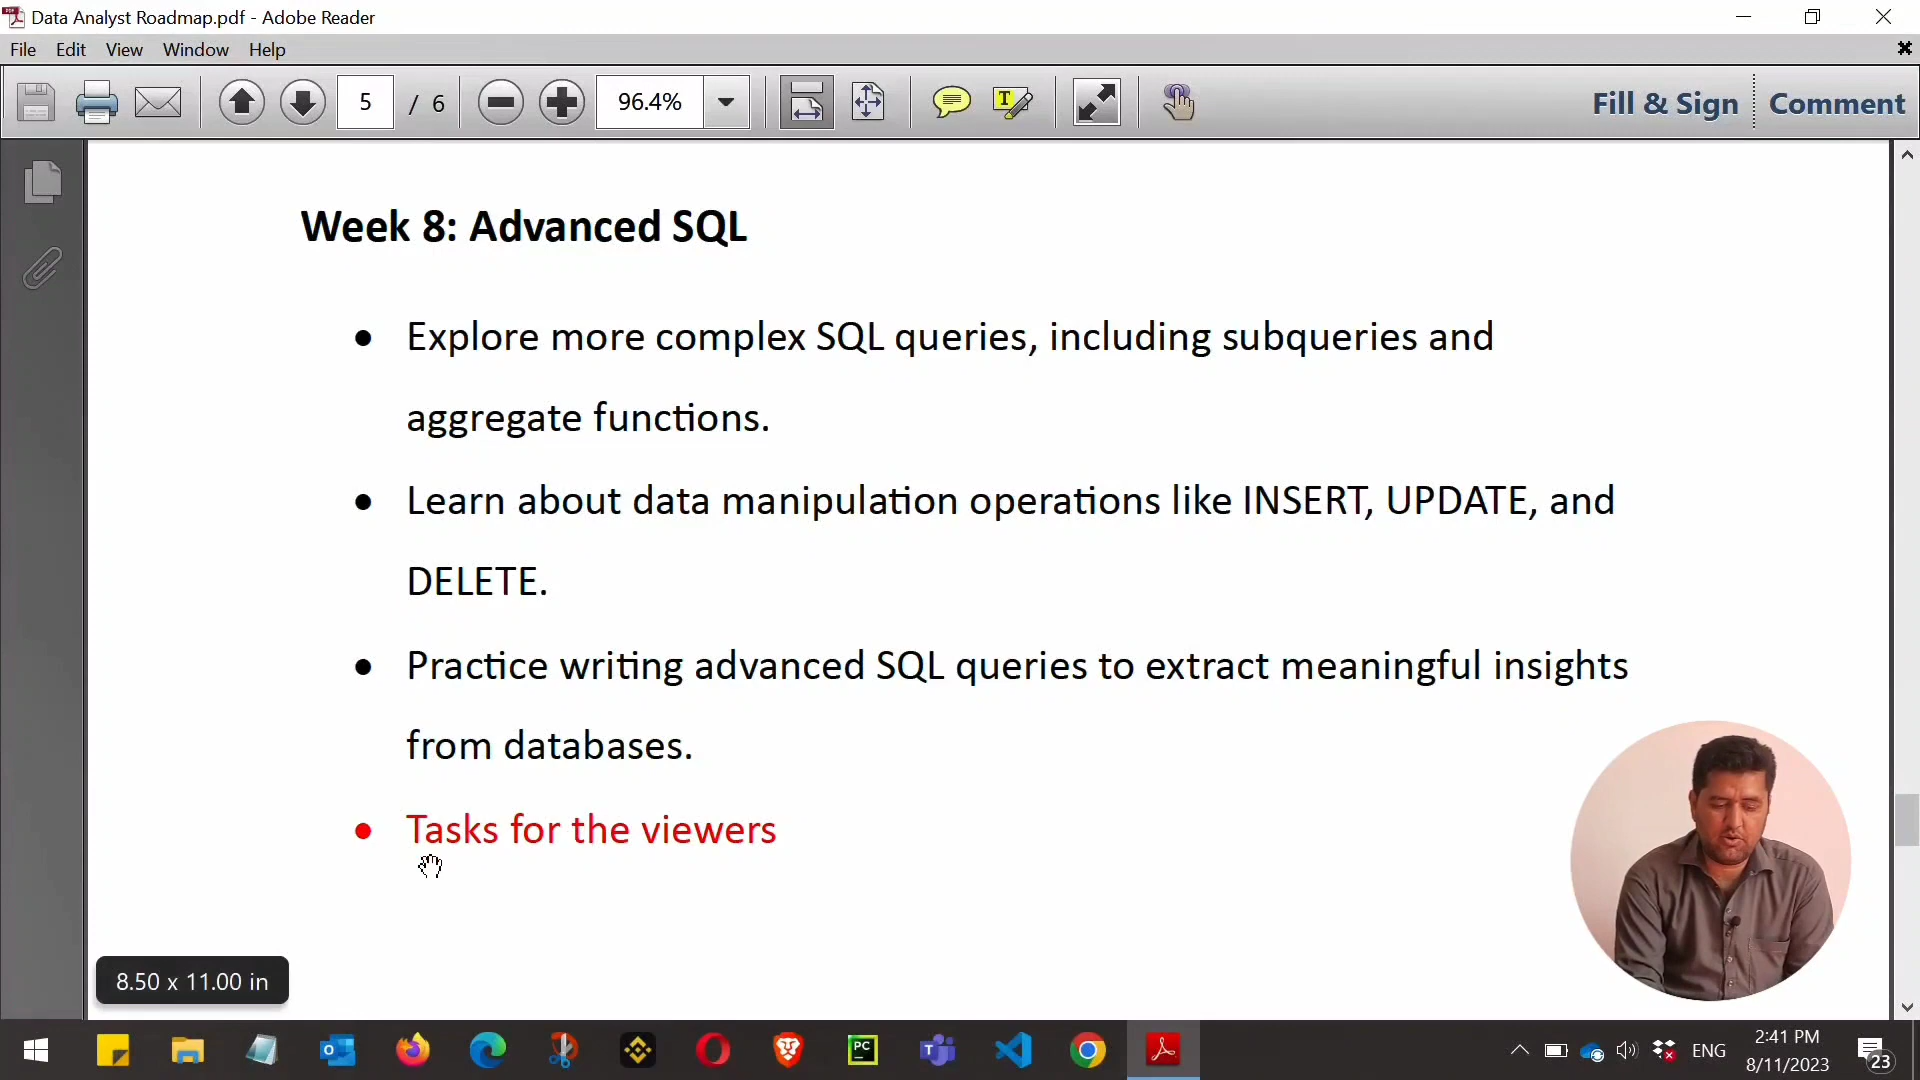 Data Analyst Roadmap.pdf - Adobe Reader
File Edit View Window Help
5 / 6 96.4% T Fill & Sign Comment
Week 8: Advanced SQL
• Explore more complex SQL queries, including subqueries and
aggregate functions.
• Learn about data manipulation operations like INSERT, UPDATE, and
DELETE.
• Practice writing advanced SQL queries to extract meaningful insights
from databases.
• Tasks for the viewers
8.50 x 11.00 in
PC
ENG
2:41 PM
8/11/2023
23